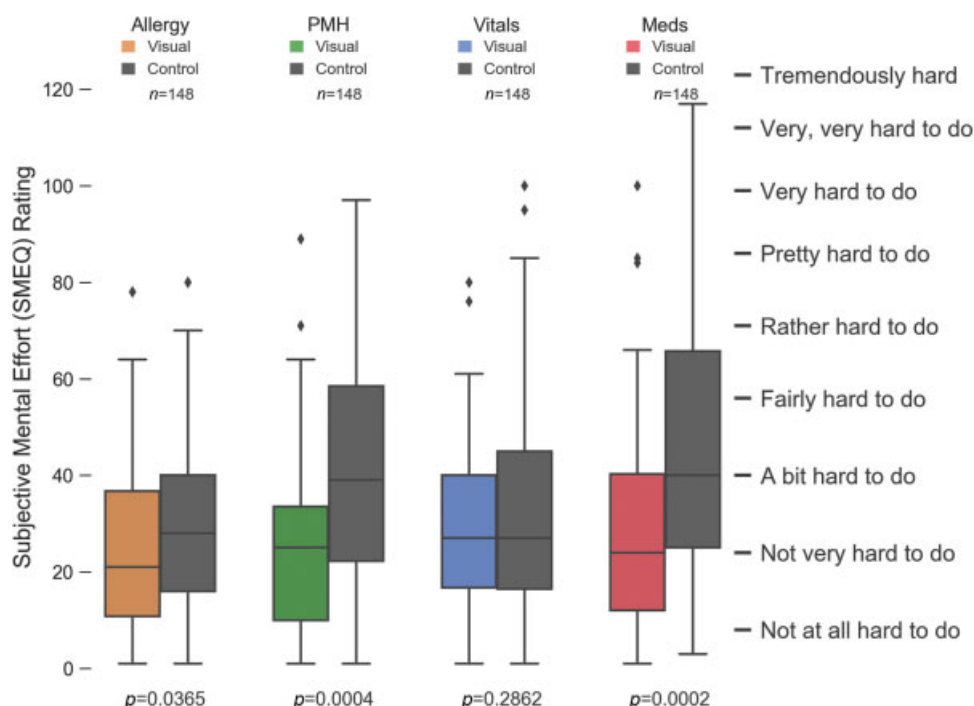 Allergy PMH Vitals Meds
Visual Visual Visual Visual
Control Control Control Control
n=148 n=148 n=148 n=148
Subjective Mental Effort (SMEQ) Rating
120
100
80
60
40
20
0
Tremendously hard
Very, very hard to do
Very hard to do
Pretty hard to do
Rather hard to do
Fairly hard to do
A bit hard to do
Not very hard to do
Not at all hard to do
p=0.0365 p=0.0004 p=0.2862 p=0.0002